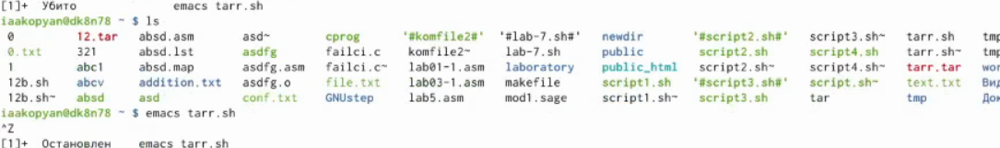 [1]+  Убито                   emacs tarr.sh
iaakopyan@dk8n78 ~ $ ls
0        12.tar  absd.asm      asd~       cprog     '#komfile2#'  '#lab-7.sh#'  newdir       '#script2.sh#'  script3.sh~  tarr.sh
0.txt    321     absd.lst      asdfg      failci.c   komfile2~     lab-7.sh     public        script2.sh     script4.sh   tarr.sh~
1        abc1    absd.map      asdfg.asm  failci.c~  lab01-1.asm   laboratory   public_html   script2.sh~    script4.sh~  tarr.tar
12b.sh   abcv    addition.txt  asdfg.o    file.txt   lab03-1.asm   makefile     script1.sh   '#script3.sh#'  script.sh~   text.txt
12b.sh~  absd    asd           conf.txt   GNUstep    lab5.asm      mod1.sage    script1.sh~   script3.sh     tar          tmp
iaakopyan@dk8n78 ~ $ emacs tarr.sh
^Z
[1]+  Остановлен    emacs tarr.sh